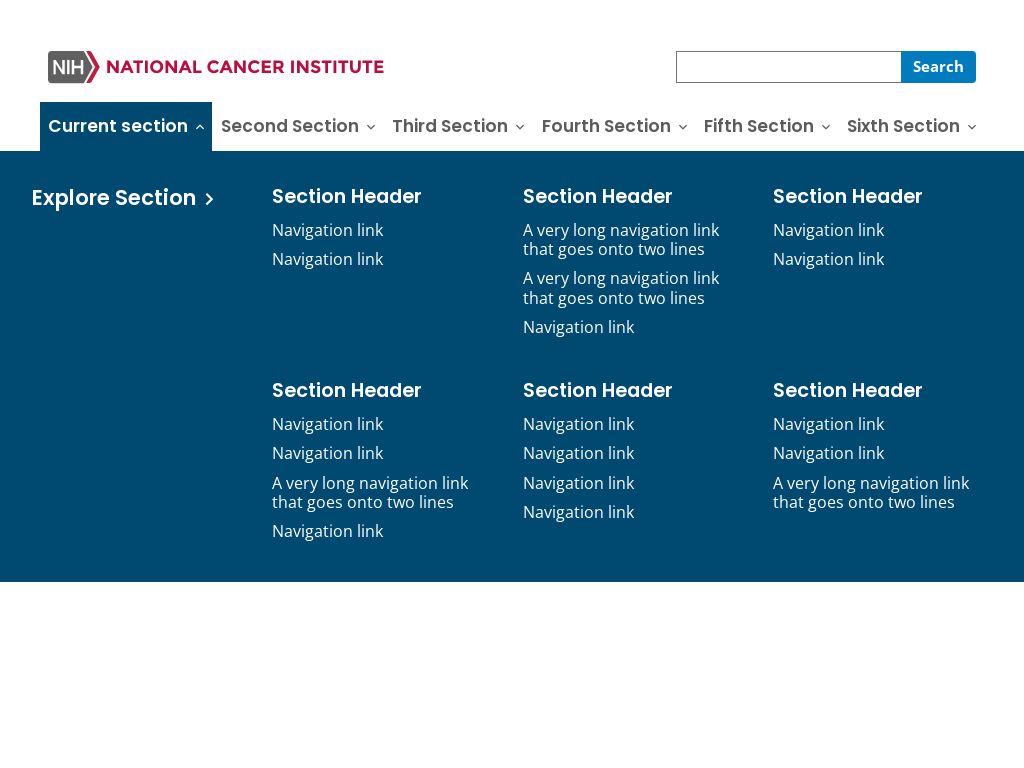 NIH NATIONAL CANCER INSTITUTE
Search
Current section
Second Section
Third Section
Fourth Section
Fifth Section
Sixth Section
Explore Section
Section Header
Navigation link
Navigation link
Section Header
A very long navigation link
that goes onto two lines
A very long navigation link
that goes onto two lines
Navigation link
Section Header
Navigation link
Navigation link
Section Header
Navigation link
Navigation link
A very long navigation link
that goes onto two lines
Navigation link
Section Header
Navigation link
Navigation link
Navigation link
Navigation link
Section Header
Navigation link
Navigation link
A very long navigation link
that goes onto two lines